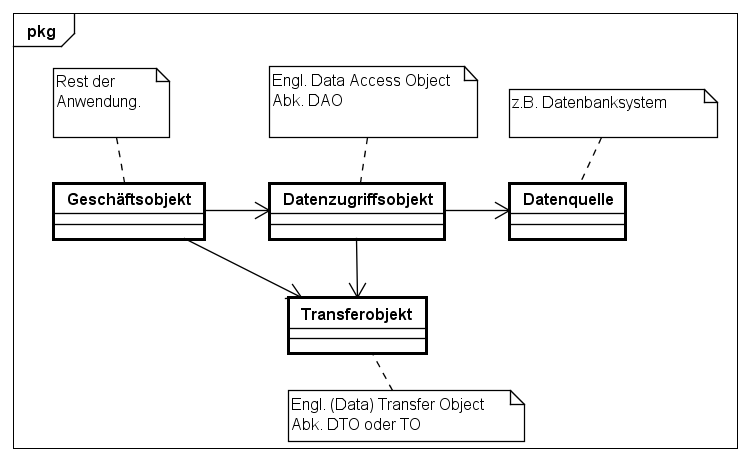 pkg
Rest der
Anwendung.
Engl. Data Access Object
Abk. DAO
z.B. Datenbanksystem
Geschäftsobjekt
Datenzugriffsobjekt
Datenquelle
Transferobjekt
Engl. (Data) Transfer Object
Abk. DTO oder TO